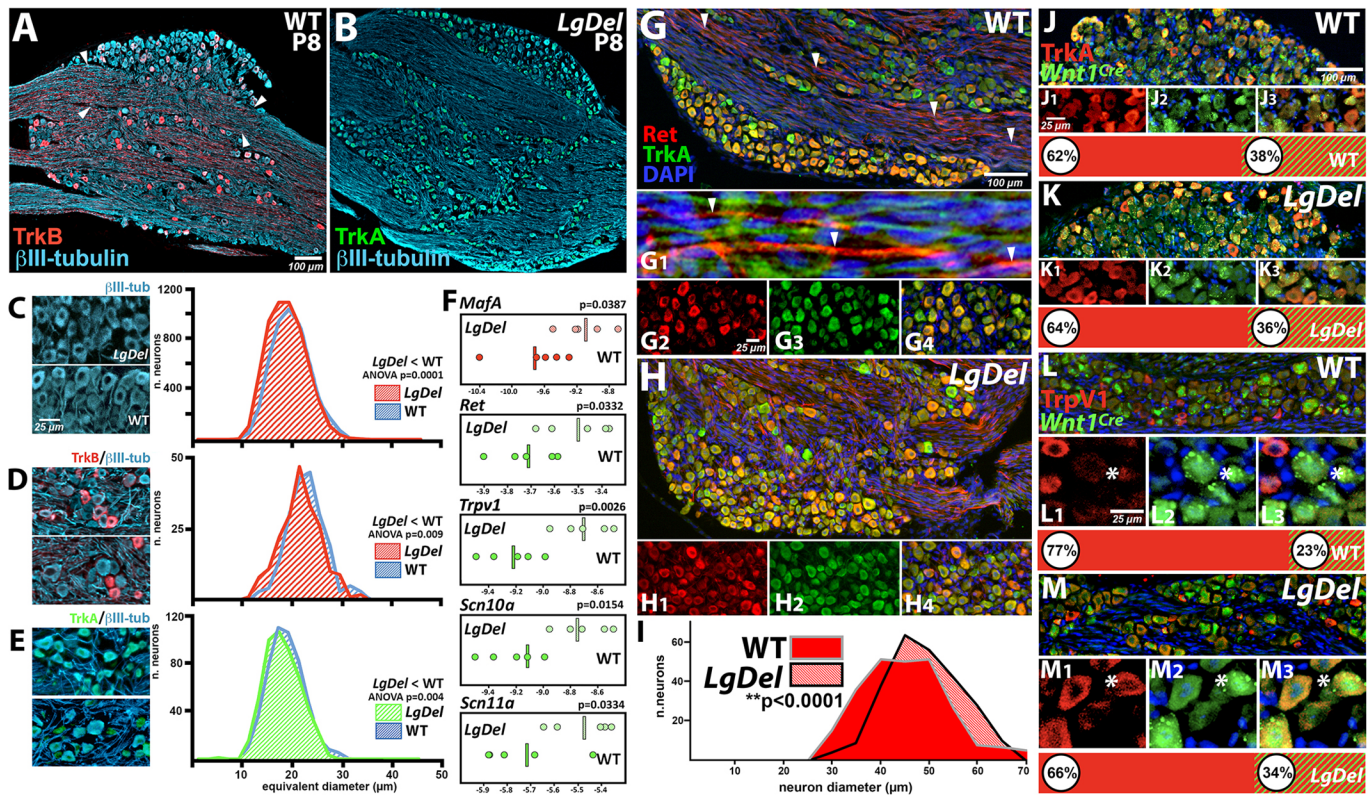 A
WT
P8
TrkB
βIII-tubulin
100 µm
B
LgDel
P8
TrkA
βIII-tubulin
C
βIII-tub
LgDel
WT
25 µm
n. neurons
1200
1000
800
600
400
LgDel < WT
ANOVA p=0.0001
LgDel
WT
D
TrkB/βIII-tub
n. neurons
50
25
LgDel < WT
ANOVA p=0.009
LgDel
WT
E
TrkA/βIII-tub
n. neurons
120
80
40
LgDel < WT
ANOVA p=0.004
LgDel
WT
10 20 30 40 50
equivalent diameter (µm)
F
MafA
p=0.0387
LgDel
WT
-10.4 -10.0 -9.6 -9.2 -8.8
Ret
p=0.0332
LgDel
WT
-3.9 -3.8 -3.7 -3.6 -3.5 -3.4
Trpv1
p=0.0026
LgDel
WT
-9.4 -9.2 -9.0 -8.8 -8.6
Scn10a
p=0.0154
LgDel
WT
-9.4 -9.2 -9.0 -8.8 -8.6
Scn11a
p=0.0334
LgDel
WT
-5.9 -5.8 -5.7 -5.6 -5.5 -5.4
G
WT
Ret
TrkA
DAPI
100 µm
G1
G2
25 µm
G3
G4
H
LgDel
H1
H2
H4
I
WT
LgDel
**p<0.0001
n.neurons
60
40
20
10 20 30 40 50 60 70
neuron diameter (µm)
J
WT
TrkA
Wnt1Cre
100 µm
J1
25 µm
J2
J3
62%
38%
WT
K
LgDel
K1
K2
K3
64%
36%
LgDel
L
WT
TrpV1
Wnt1Cre
L1
*
25 µm
L2
*
L3
*
77%
23%
WT
M
LgDel
M1
*
M2
*
M3
*
66%
34%
LgDel